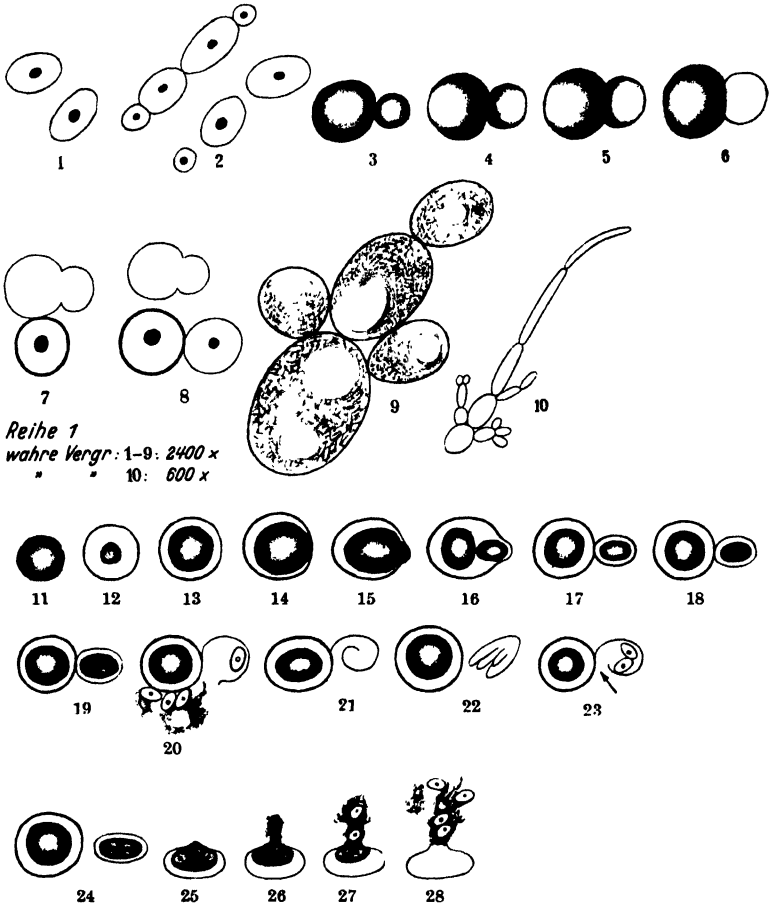 1 2 3 4 5 6
7 8 9 10
Reihe 1
wahre Vergr: 1-9: 2400 x
" " 10: 600 x
11 12 13 14 15 16 17 18
19 20 21 22 23
24 25 26 27 28